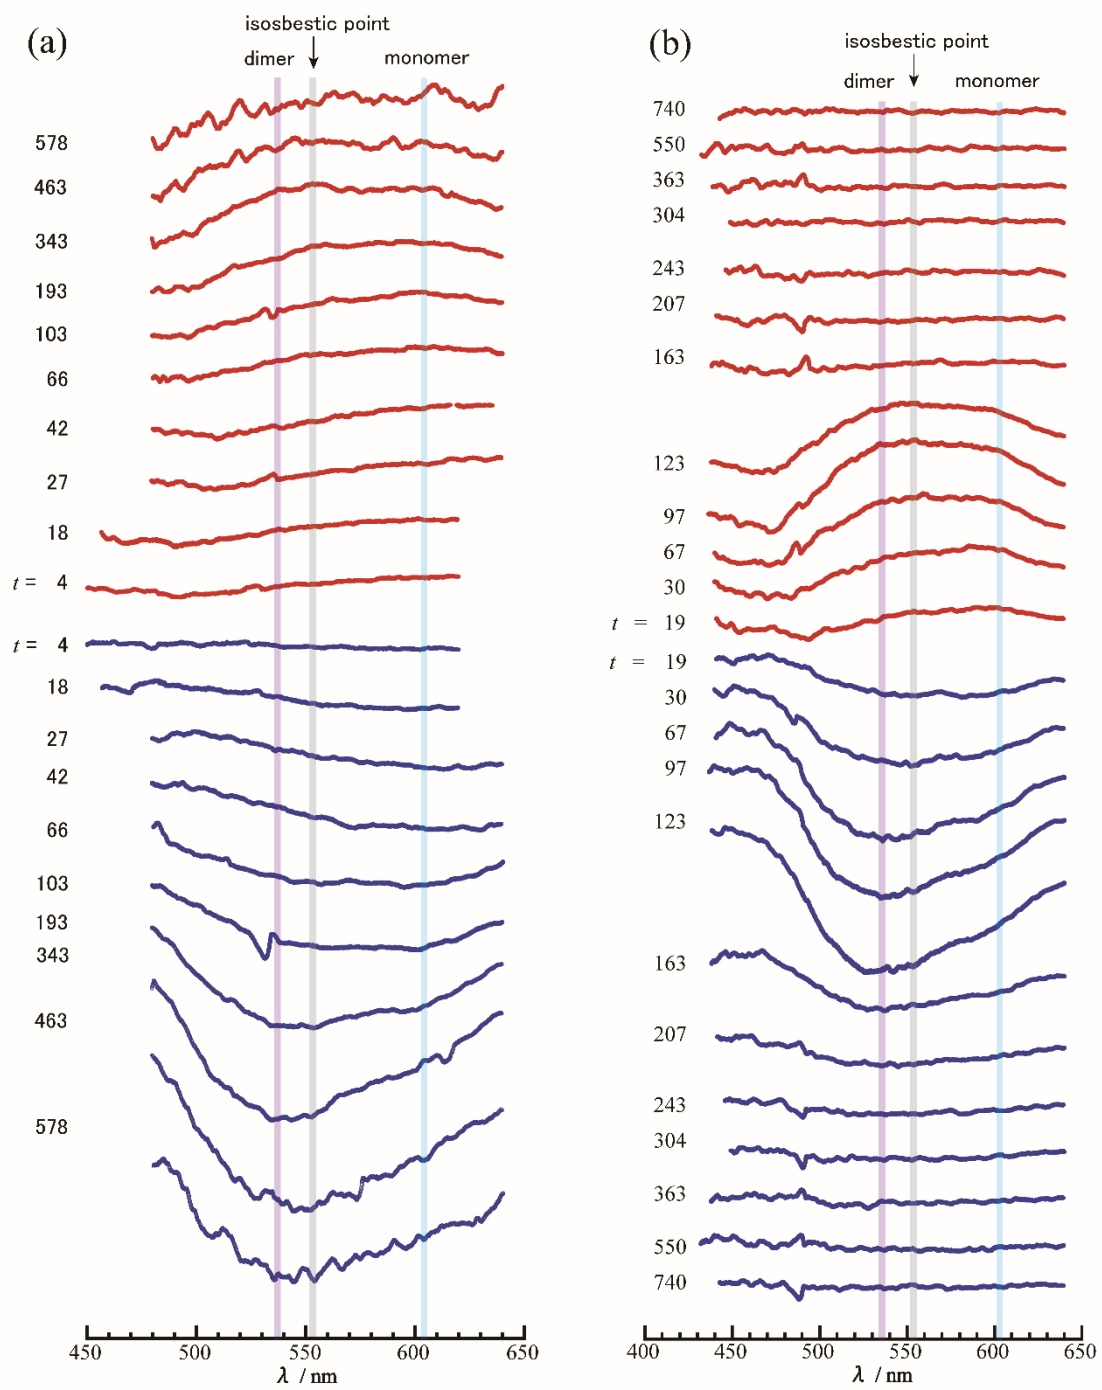 (a)
isosbestic point
dimer
monomer
578
463
343
193
103
66
42
27
18
t = 4
t = 4
18
27
42
66
103
193
343
463
578
450 500 550 600 650
λ / nm
(b)
isosbestic point
dimer
monomer
740
550
363
304
243
207
163
123
97
67
30
t = 19
t = 19
30
67
97
123
163
207
243
304
363
550
740
400 450 500 550 600 650
λ / nm